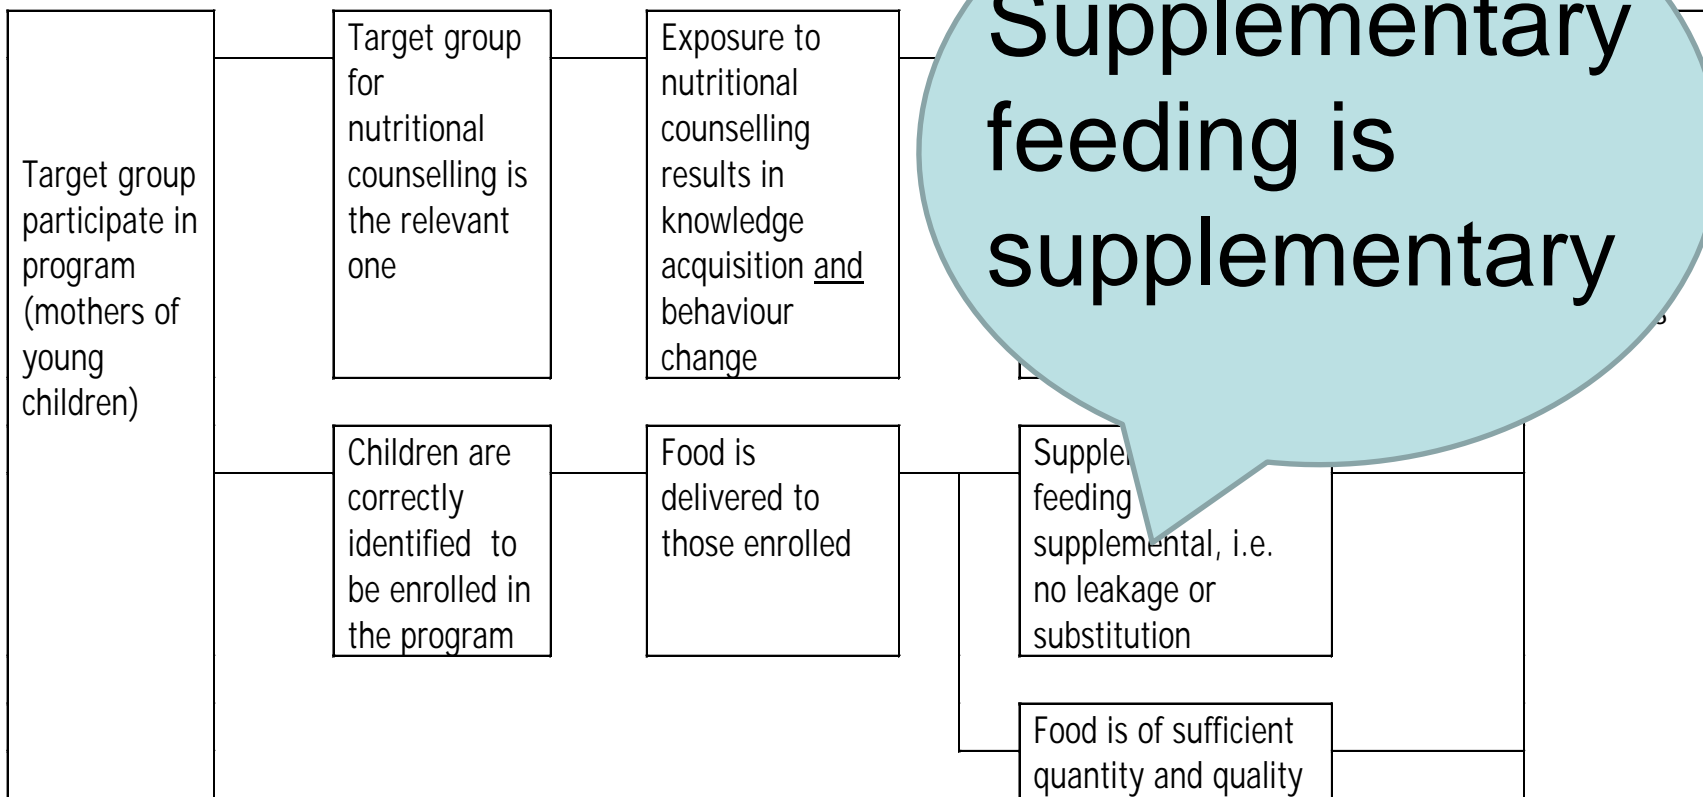 Target group
participate in
program
(mothers of
young
children)
Target group
for
nutritional
counselling is
the relevant
one
Exposure to
nutritional
counselling
results in
knowledge
acquisition and
behaviour
change
Supplementary
feeding is
supplementary
Children are
correctly
identified to
be enrolled in
the program
Food is
delivered to
those enrolled
feeding
supplemental, i.e.
no leakage or
substitution
Food is of sufficient
quantity and quality